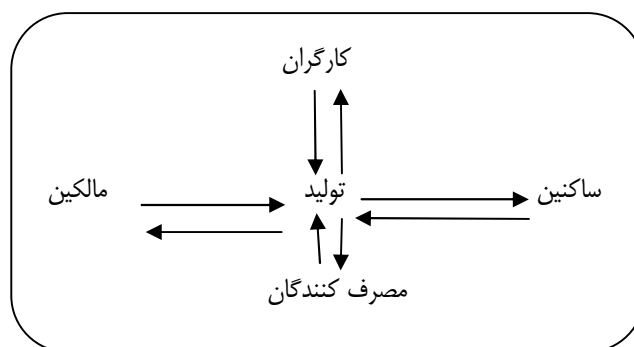 کارگران
ساکنین
تولید
مالکین
مصرف کنندگان